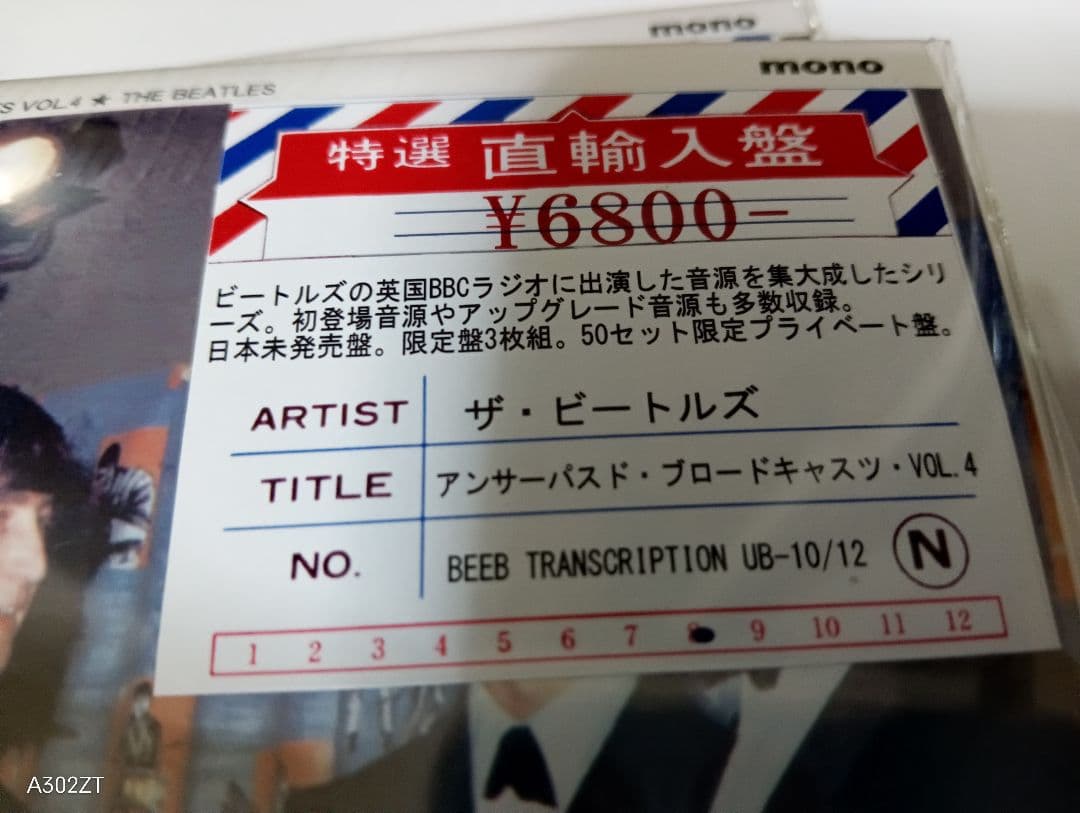 mono
mono
S VOL.4 ★ THE BEATLES
特選 直輸入盤
¥6800-
ビートルズの英国BBCラジオに出演した音源を集大成したシリ
ーズ。初登場音源やアップグレード音源も多数収録。
日本未発売盤。限定盤3枚組。50セット限定プライベート盤。
ARTIST ザ・ビートルズ
TITLE アンサーパスド・ブロードキャスツ・VOL.4
NO. BEEB TRANSCRIPTION UB-10/12 N
1 2 3 4 5 6 7 8 9 10 11 12
A302ZT